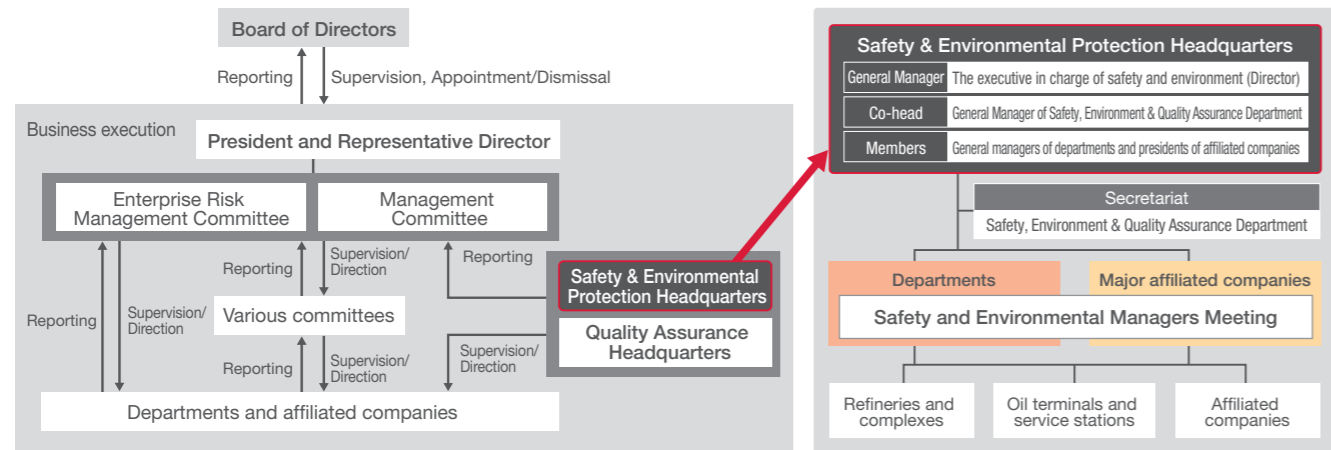 Board of Directors
Reporting
Supervision, Appointment/Dismissal
Business execution
President and Representative Director
Enterprise Risk
Management Committee
Management
Committee
Reporting
Supervision/
Direction
Reporting
Supervision/
Direction
Reporting
Various committees
Reporting
Supervision/
Direction
Supervision/
Direction
Safety & Environmental
Protection Headquarters
Quality Assurance
Headquarters
Departments and affiliated companies
Safety & Environmental Protection Headquarters
General Manager The executive in charge of safety and environment (Director)
Co-head General Manager of Safety, Environment & Quality Assurance Department
Members General managers of departments and presidents of affiliated companies
Secretariat
Safety, Environment & Quality Assurance Department
Departments
Major affiliated companies
Safety and Environmental Managers Meeting
Refineries and
complexes
Oil terminals and
service stations
Affiliated
companies